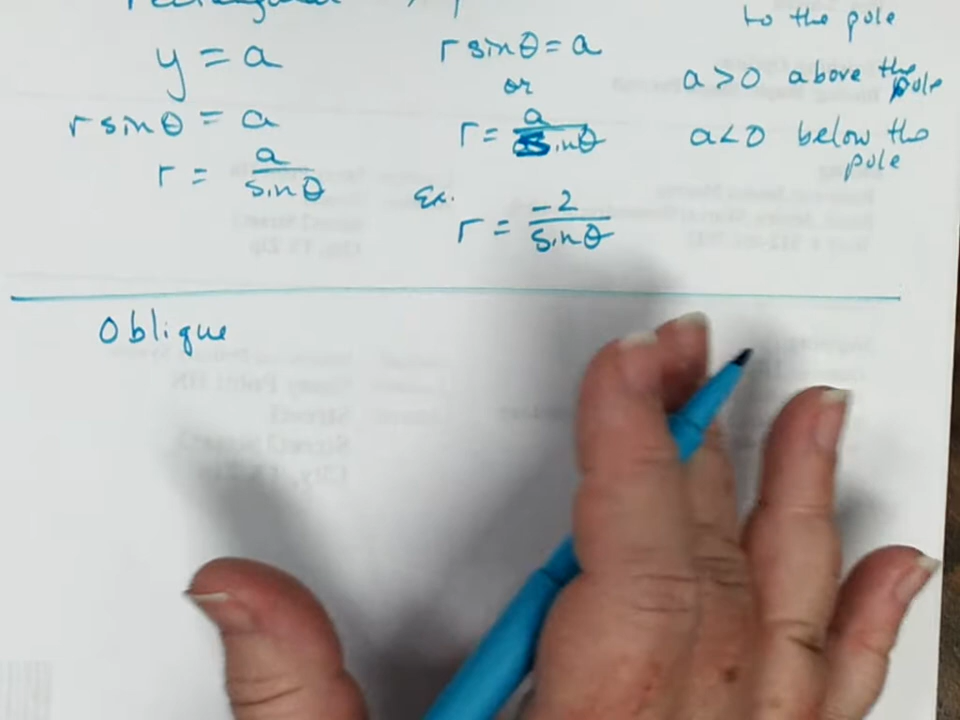 rectangular
to the pole
y = a
r sin θ = a
r sin θ = a
or
a > 0 above the pole
r = a / sin θ
r = a / sin θ
a < 0 below the pole
Ex.
r = -2 / sin θ
Oblique